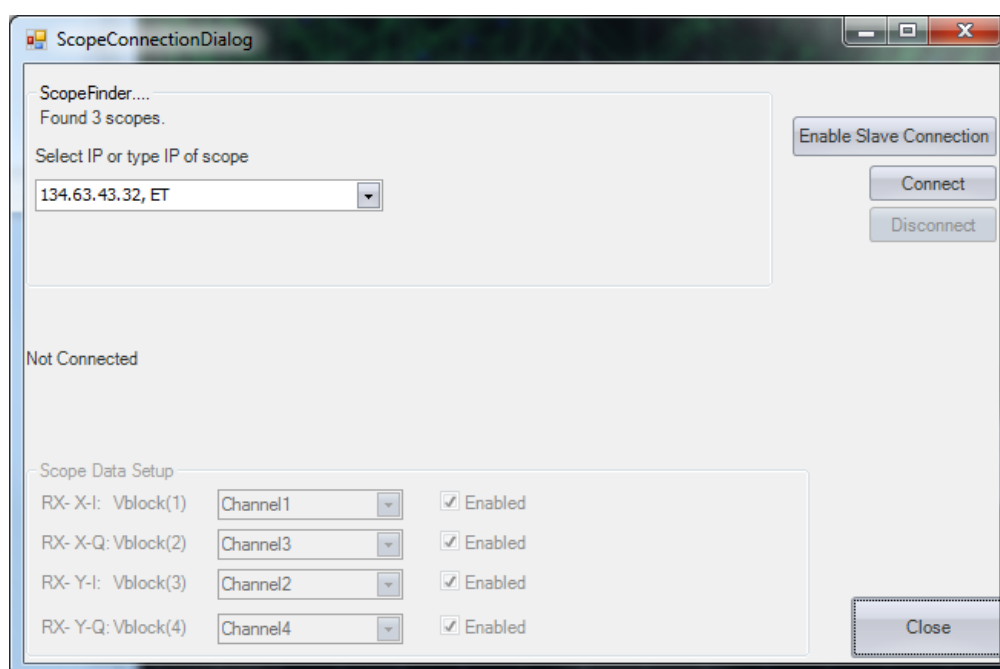 ScopeConnectionDialog
ScopeFinder....
Found 3 scopes.
Select IP or type IP of scope
134.63.43.32, ET
Enable Slave Connection
Connect
Disconnect
Not Connected
Scope Data Setup
RX- X-I: Vblock(1) Channel1 Enabled
RX- X-Q: Vblock(2) Channel3 Enabled
RX- Y-I: Vblock(3) Channel2 Enabled
RX- Y-Q: Vblock(4) Channel4 Enabled
Close